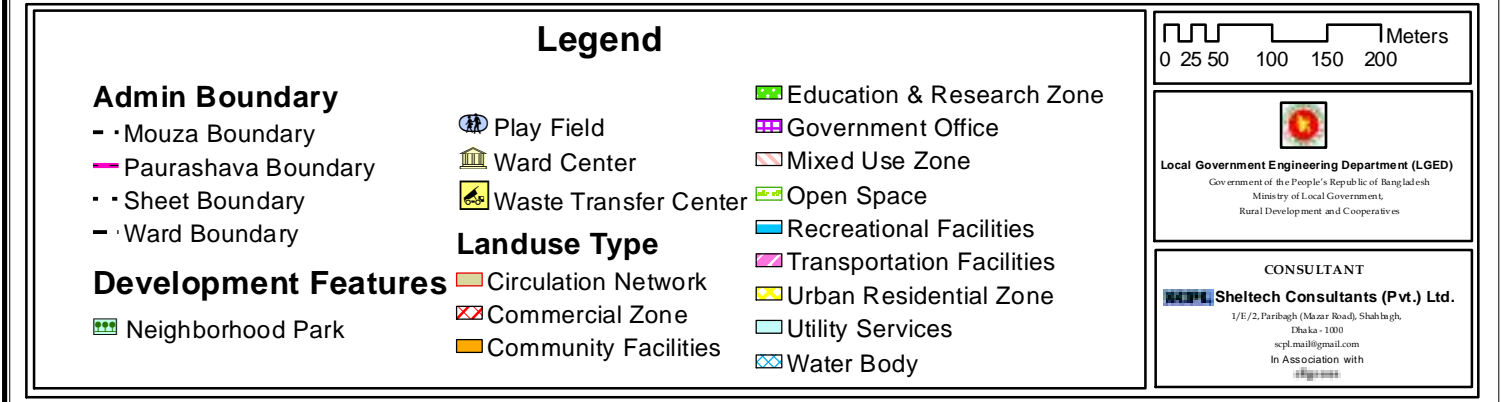 Legend
Admin Boundary
Mouza Boundary
Paurashava Boundary
Sheet Boundary
Ward Boundary
Development Features
Neighborhood Park
Play Field
Ward Center
Waste Transfer Center
Landuse Type
Circulation Network
Commercial Zone
Community Facilities
Education & Research Zone
Government Office
Mixed Use Zone
Open Space
Recreational Facilities
Transportation Facilities
Urban Residential Zone
Utility Services
Water Body
Meters
0 25 50 100 150 200
Local Government Engineering Department (LGED)
Government of the People's Republic of Bangladesh
Ministry of Local Government,
Rural Development and Cooperatives
CONSULTANT
Sheltech Consultants (Pvt.) Ltd.
1/E/2, Paribagh (Mazar Road), Shahbagh,
Dhaka - 1000
scpl.mail@gmail.com
In Association with